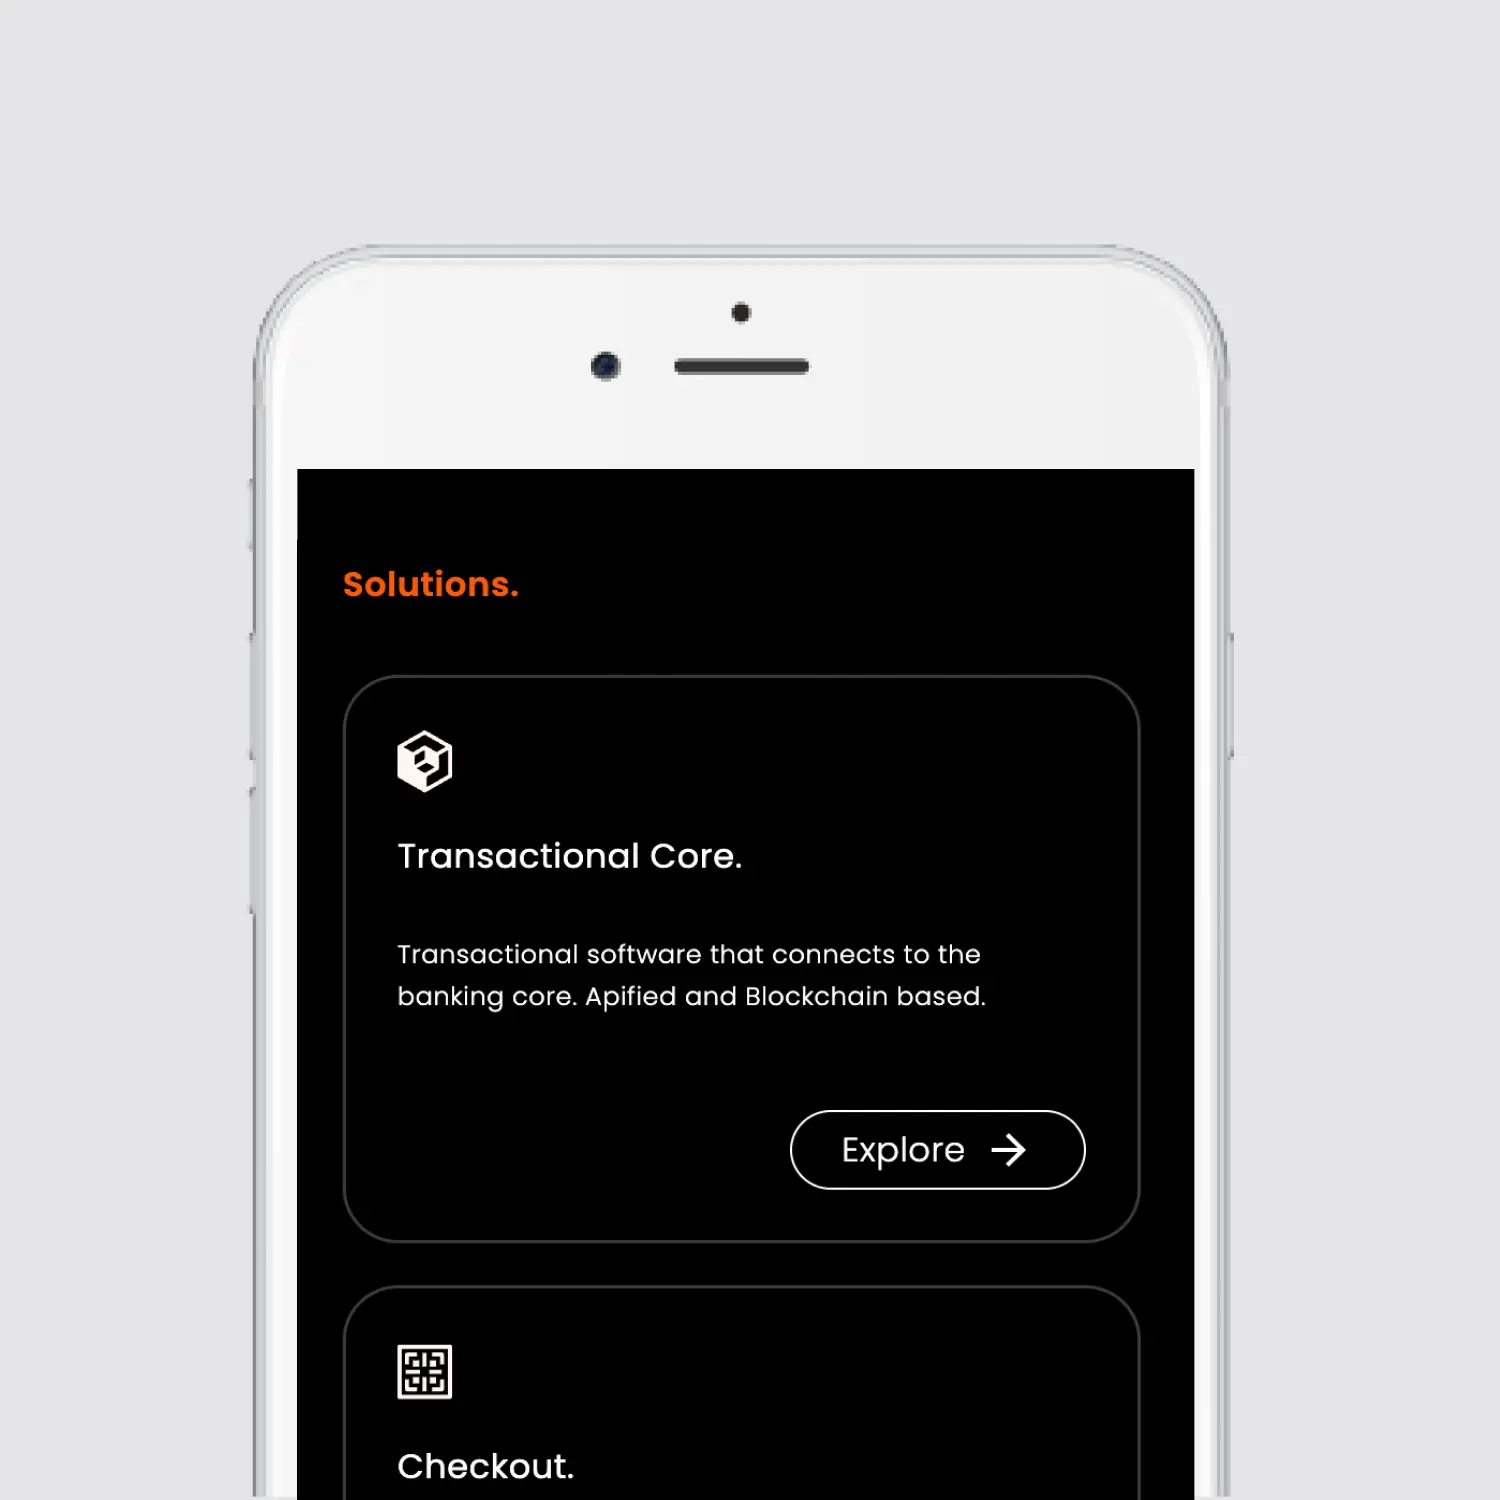 Solutions.
Transactional Core.
Transactional software that connects to the
banking core. Apified and Blockchain based.
Explore
Checkout.